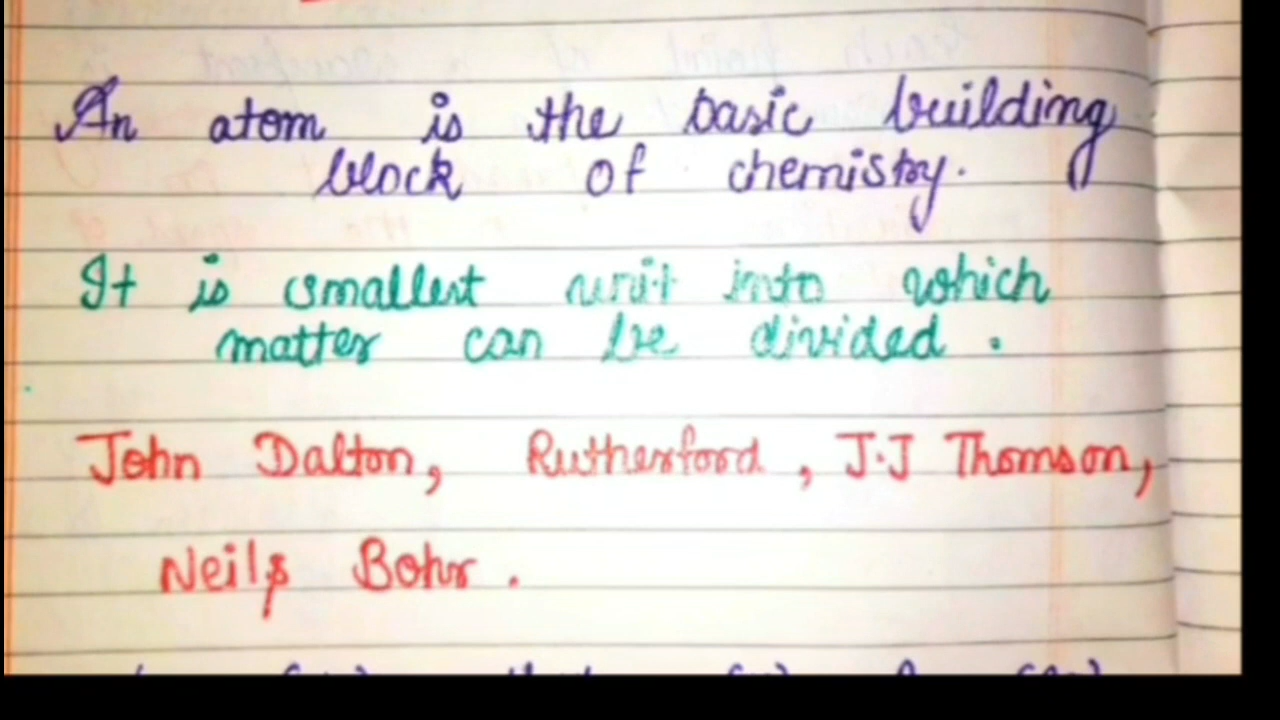 An atom is the basic building
block of chemistry.
It is smallest unit into which
matter can be divided.
John Dalton, Rutherford, J.J Thomson,
Neils Bohr.